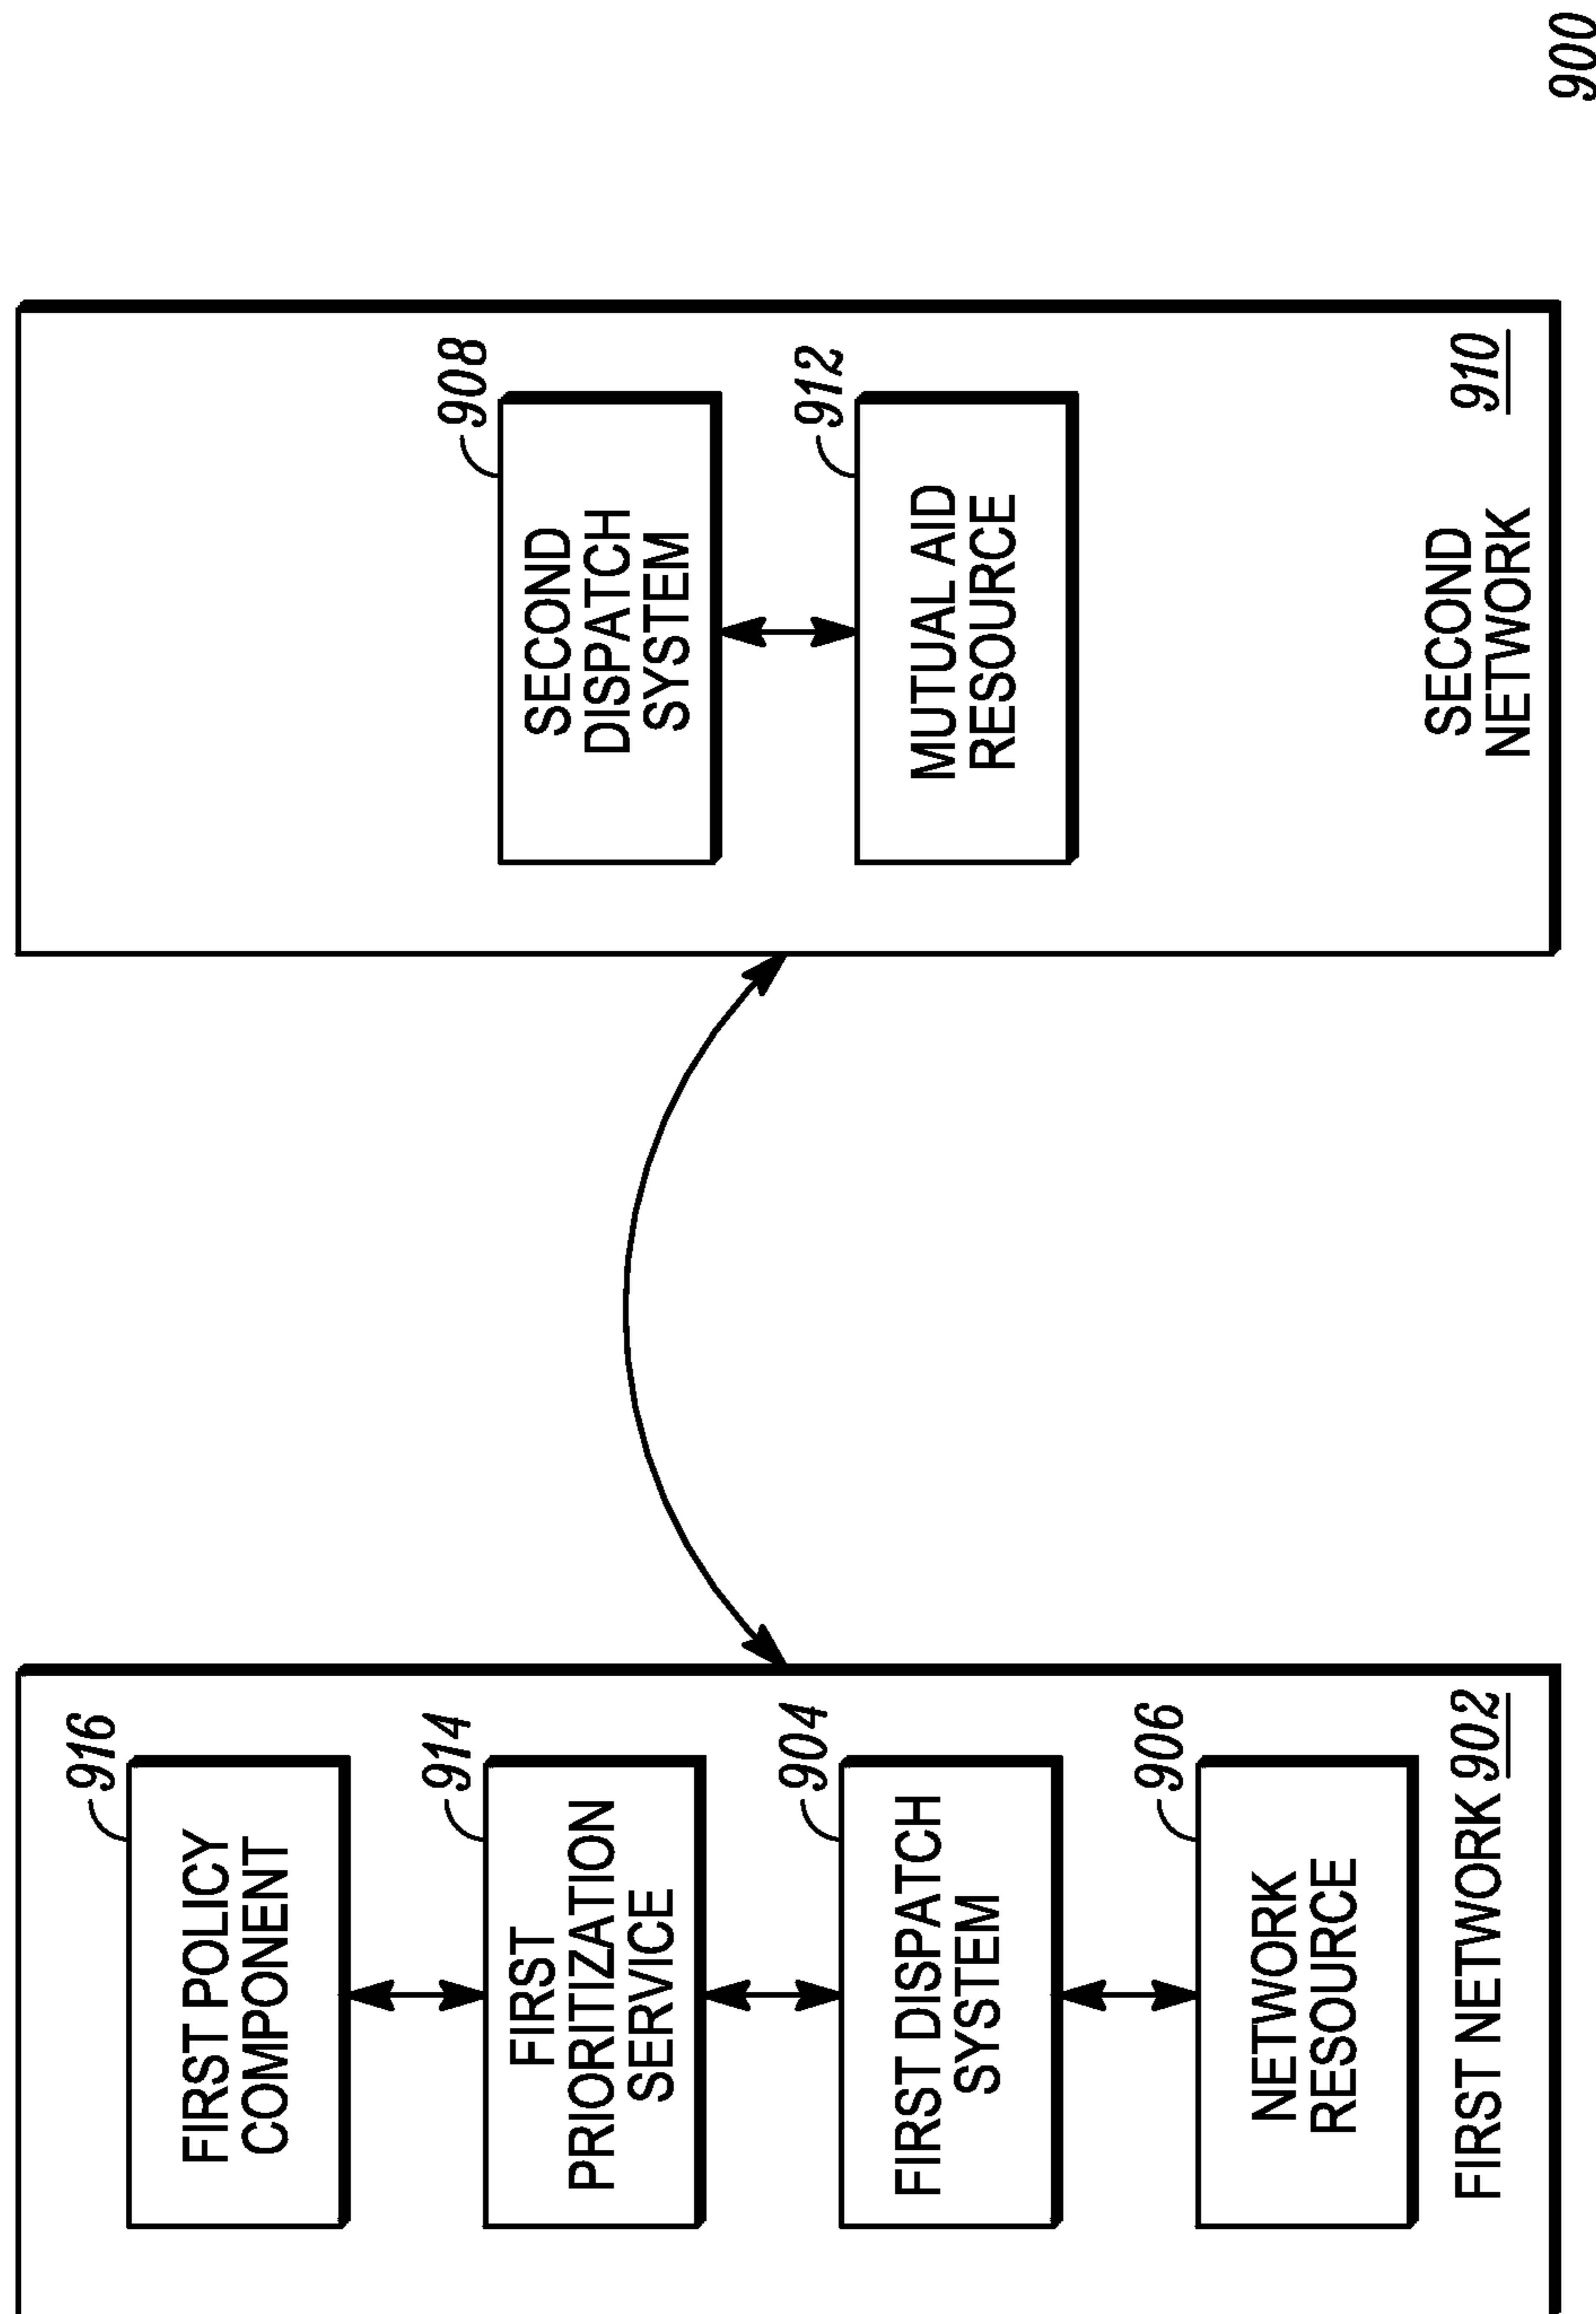 916
FIRST POLICY
COMPONENT
914
FIRST
PRIORITIZATION
SERVICE
904
FIRST DISPATCH
SYSTEM
906
NETWORK
RESOURCE
FIRST NETWORK 902
908
SECOND
DISPATCH
SYSTEM
912
MUTUAL AID
RESOURCE
SECOND
NETWORK
910
900